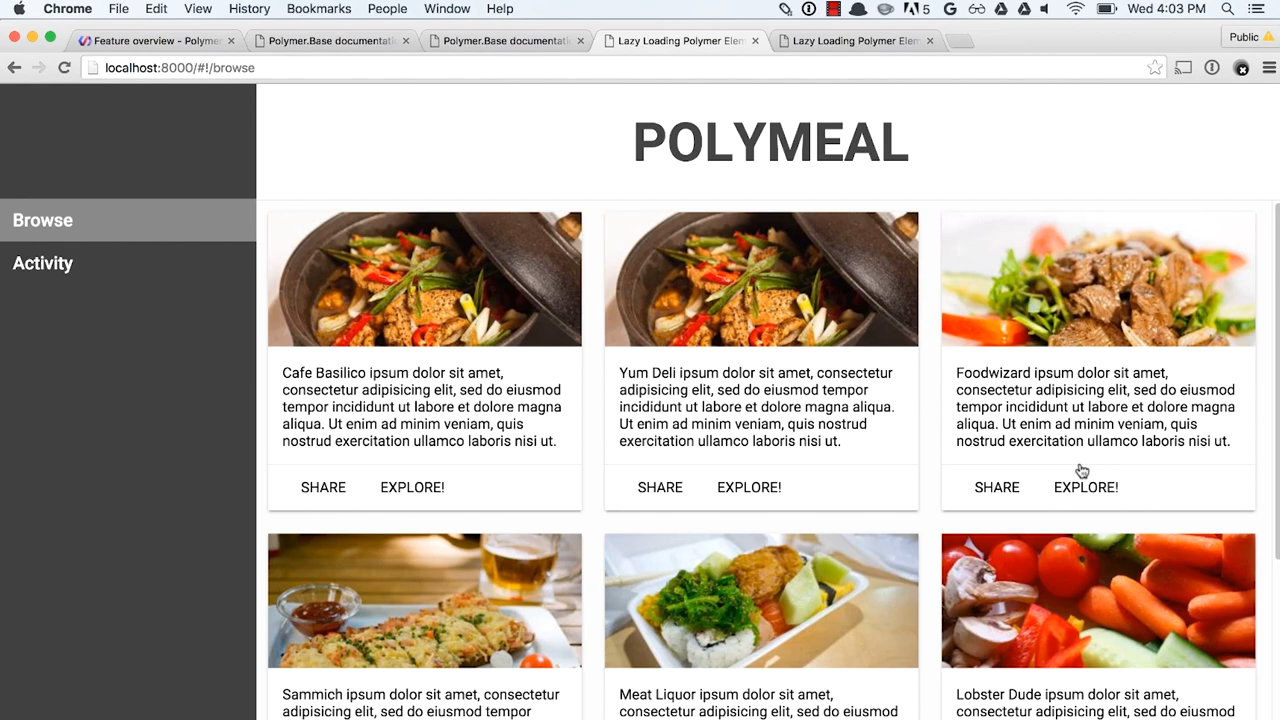 Chrome File Edit View History Bookmarks People Window Help
5 Wed 4:03 PM
Feature overview - Polymer
Polymer.Base documentati
Polymer.Base documentati
Lazy Loading Polymer Elem
Lazy Loading Polymer Elem
Public
localhost:8000/#!/browse
POLYMEAL
Browse
Activity
Cafe Basilico ipsum dolor sit amet,
consectetur adipisicing elit, sed do eiusmod
tempor incididunt ut labore et dolore magna
aliqua. Ut enim ad minim veniam, quis
nostrud exercitation ullamco laboris nisi ut.
SHARE EXPLORE!
Yum Deli ipsum dolor sit amet, consectetur
adipisicing elit, sed do eiusmod tempor
incididunt ut labore et dolore magna aliqua.
Ut enim ad minim veniam, quis nostrud
exercitation ullamco laboris nisi ut.
SHARE EXPLORE!
Foodwizard ipsum dolor sit amet,
consectetur adipisicing elit, sed do eiusmod
tempor incididunt ut labore et dolore magna
aliqua. Ut enim ad minim veniam, quis
nostrud exercitation ullamco laboris nisi ut.
SHARE EXPLORE!
Sammich ipsum dolor sit amet, consectetur
adipisicing elit, sed do eiusmod tempor
Meat Liquor ipsum dolor sit amet,
consectetur adipisicing elit, sed do eiusmod
Lobster Dude ipsum dolor sit amet,
consectetur adipisicing elit, sed do eiusmod